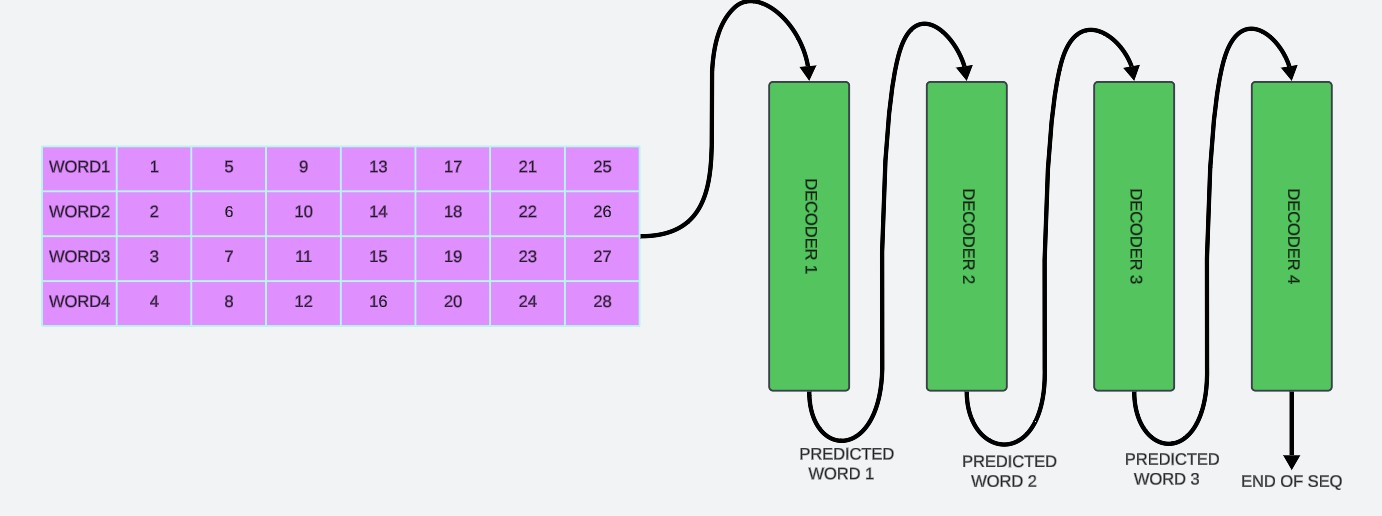 WORD1 1 5 9 13 17 21 25
WORD2 2 6 10 14 18 22 26
WORD3 3 7 11 15 19 23 27
WORD4 4 8 12 16 20 24 28
DECODER 1
DECODER 2
DECODER 3
DECODER 4
PREDICTED
WORD 1
PREDICTED
WORD 2
PREDICTED
WORD 3
END OF SEQ